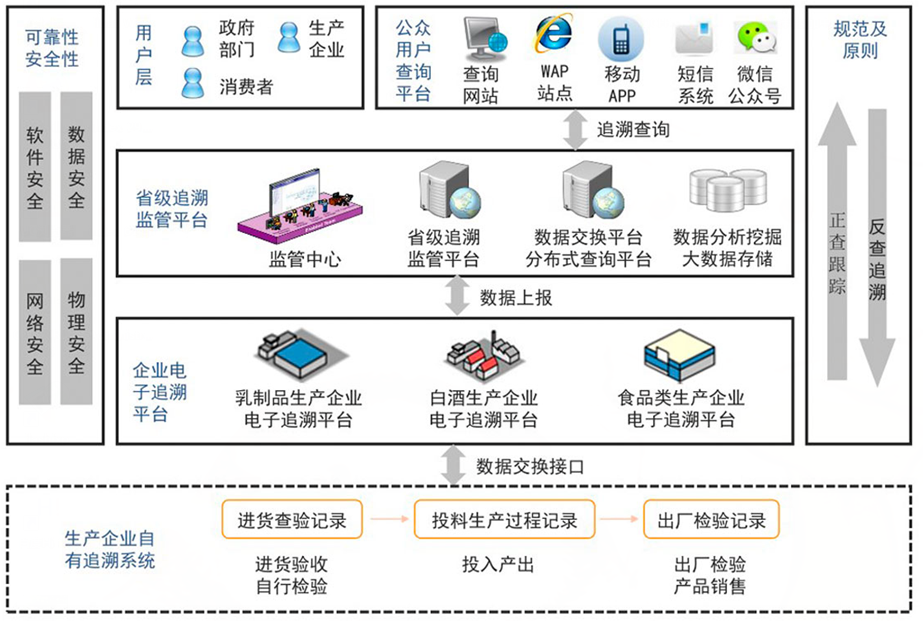 可靠性
安全性
软件安全
数据安全
网络安全
物理安全
用户层
政府
部门
生产
企业
消费者
公众
用户
查询
平台
查询
网站
WAP
站点
移动
APP
短信
系统
微信
公众号
规范及
原则
正查跟踪
反查追溯
追溯查询
省级追溯
监管平台
监管中心
省级追溯
监管平台
数据交换平台
分布式查询平台
数据分析挖掘
大数据存储
数据上报
企业电
子追溯
平台
乳制品生产企业
电子追溯平台
白酒生产企业
电子追溯平台
食品类生产企业
电子追溯平台
数据交换接口
生产企业自
有追溯系统
进货查验记录
投料生产过程记录
出厂检验记录
进货验收
自行检验
投入产出
出厂检验
产品销售